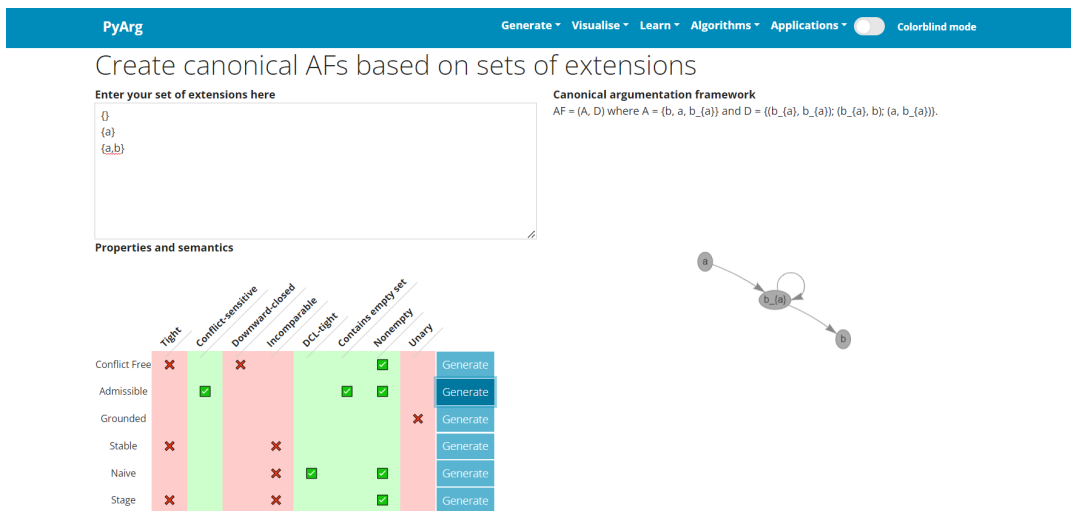 PyArg
Generate Visualise Learn Algorithms Applications Colorblind mode
Create canonical AFs based on sets of extensions
Enter your set of extensions here
{}
{a}
{a,b}
Canonical argumentation framework
AF = (A, D) where A = {b, a, b_{a}} and D = {(b_{a}, b_{a}); (b_{a}, b); (a, b_{a})}.
a
b_{a}
b
Properties and semantics
Tight
Conflict-sensitive
Downward-closed
Incomparable
DCL-tight
Contains empty set
Nonempty
Unary
Conflict Free Generate
Admissible Generate
Grounded Generate
Stable Generate
Naive Generate
Stage Generate